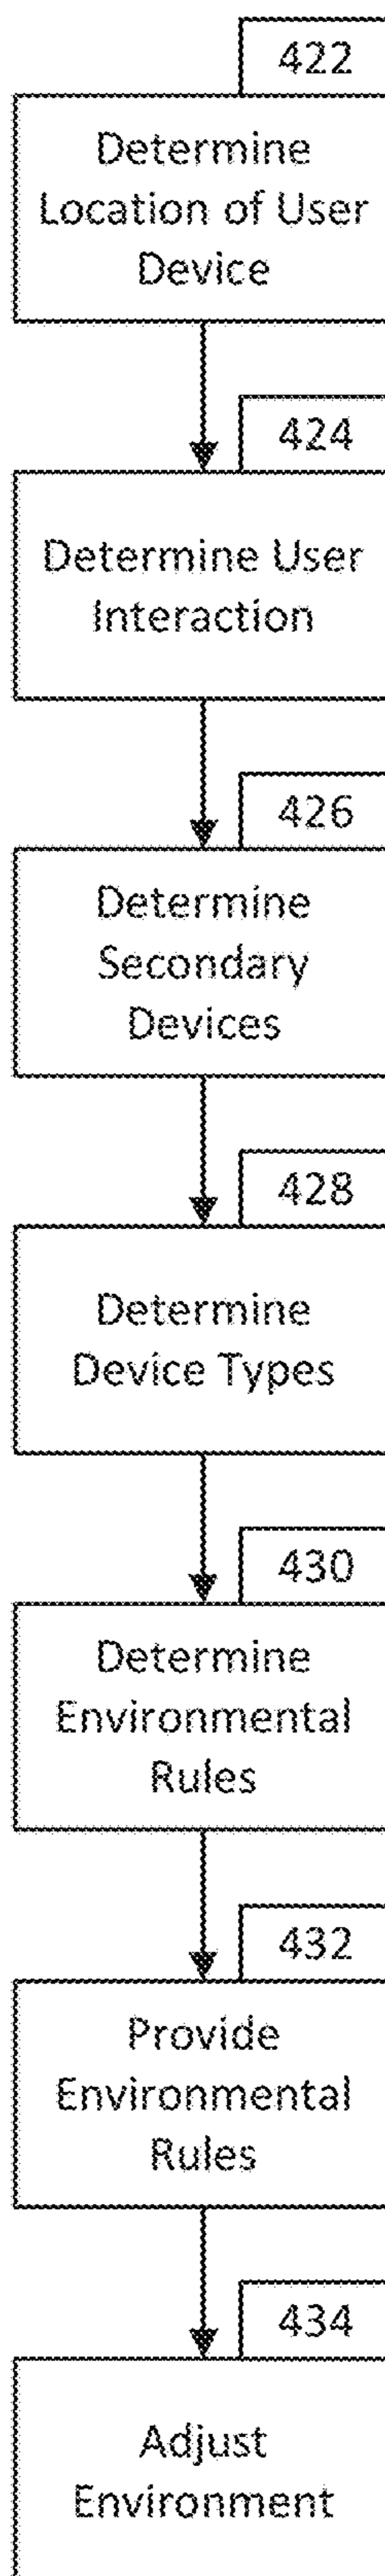 422
Determine
Location of User
Device
424
Determine User
Interaction
426
Determine
Secondary
Devices
428
Determine
Device Types
430
Determine
Environmental
Rules
432
Provide
Environmental
Rules
434
Adjust
Environment